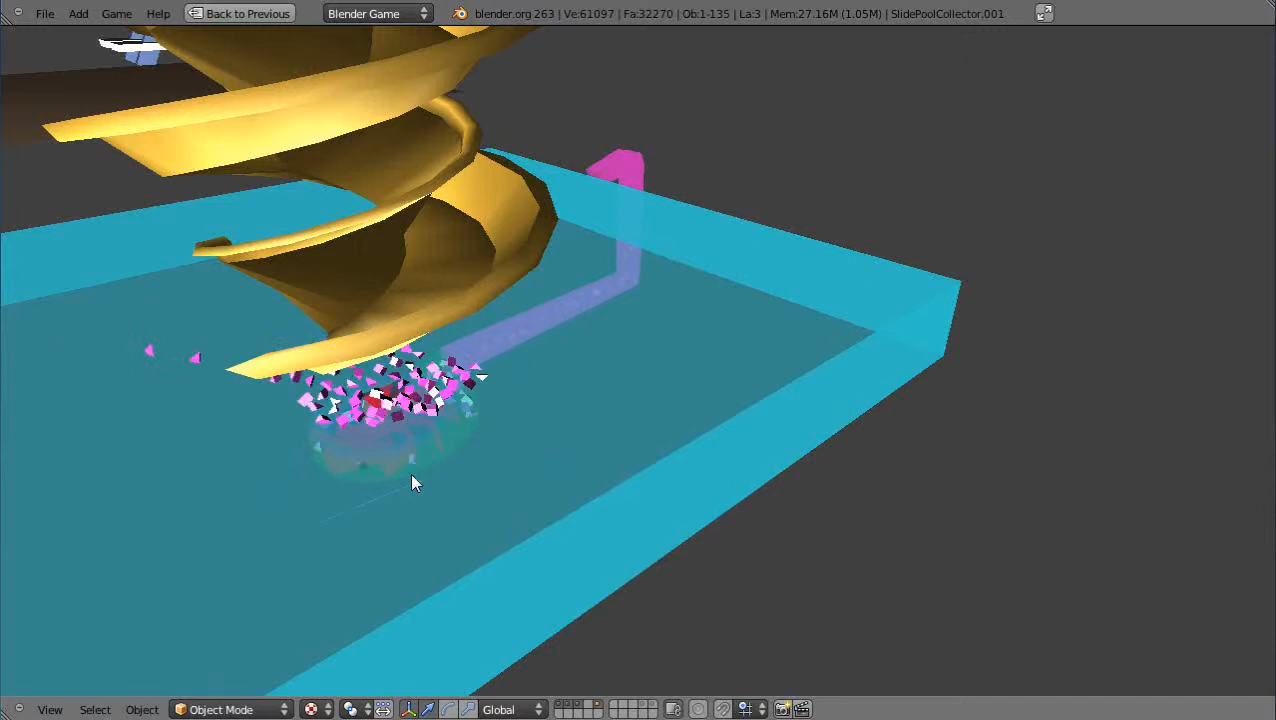 File Add Game Help Back to Previous Blender Game blender.org 263 | Ve:61097 | Fa:32270 | Ob:1-135 | La:3 | Mem:27.16M (1.05M) | SlidePoolCollector.001
View Select Object Object Mode Global